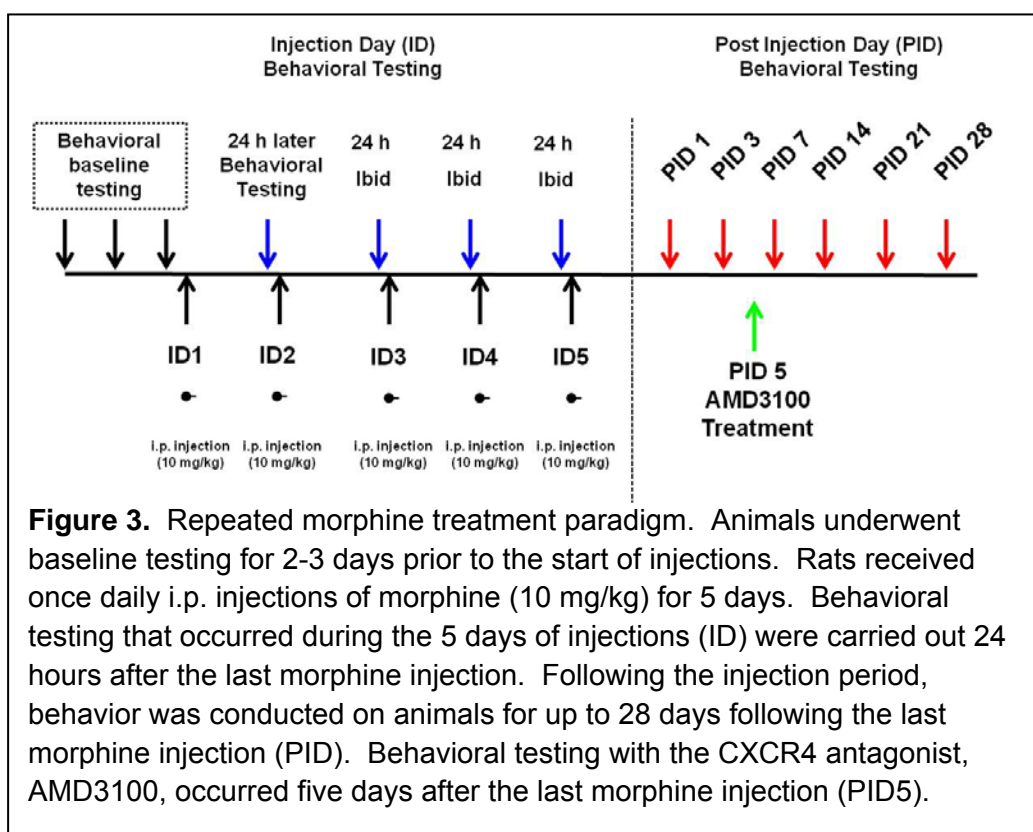 Injection Day (ID)
Behavioral Testing
Post Injection Day (PID)
Behavioral Testing
Behavioral
baseline
testing
24 h later
Behavioral
Testing
24 h
Ibid
24 h
Ibid
24 h
Ibid
PID 1
PID 3
PID 7
PID 14
PID 21
PID 28
ID1
ID2
ID3
ID4
ID5
PID 5
AMD3100
Treatment
i.p. injection
(10 mg/kg)
i.p. injection
(10 mg/kg)
i.p. injection
(10 mg/kg)
i.p. injection
(10 mg/kg)
i.p. injection
(10 mg/kg)
Figure 3. Repeated morphine treatment paradigm. Animals underwent
baseline testing for 2-3 days prior to the start of injections. Rats received
once daily i.p. injections of morphine (10 mg/kg) for 5 days. Behavioral
testing that occurred during the 5 days of injections (ID) were carried out 24
hours after the last morphine injection. Following the injection period,
behavior was conducted on animals for up to 28 days following the last
morphine injection (PID). Behavioral testing with the CXCR4 antagonist,
AMD3100, occurred five days after the last morphine injection (PID5).